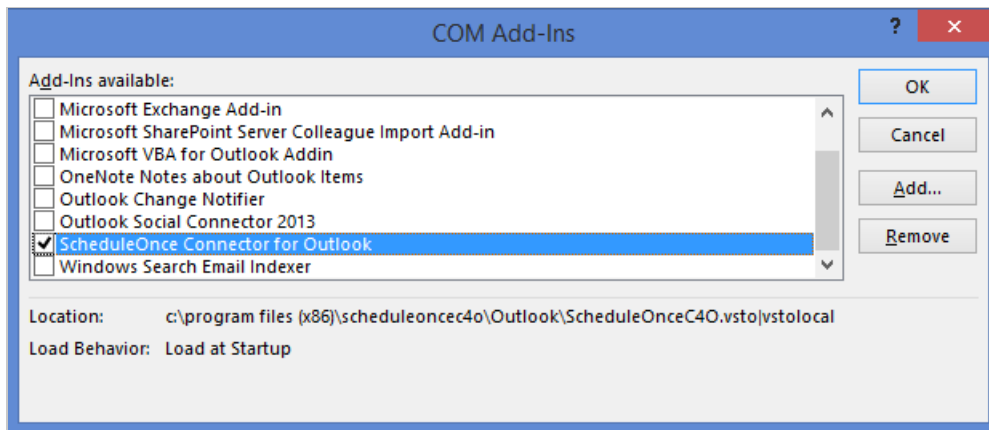 COM Add-Ins
?
Add-Ins available:
Microsoft Exchange Add-in
Microsoft SharePoint Server Colleague Import Add-in
Microsoft VBA for Outlook Addin
OneNote Notes about Outlook Items
Outlook Change Notifier
Outlook Social Connector 2013
ScheduleOnce Connector for Outlook
Windows Search Email Indexer
OK
Cancel
Add...
Remove
Location: c:\program files (x86)\scheduleoncec4o\Outlook\ScheduleOnceC4O.vsto|vstolocal
Load Behavior: Load at Startup